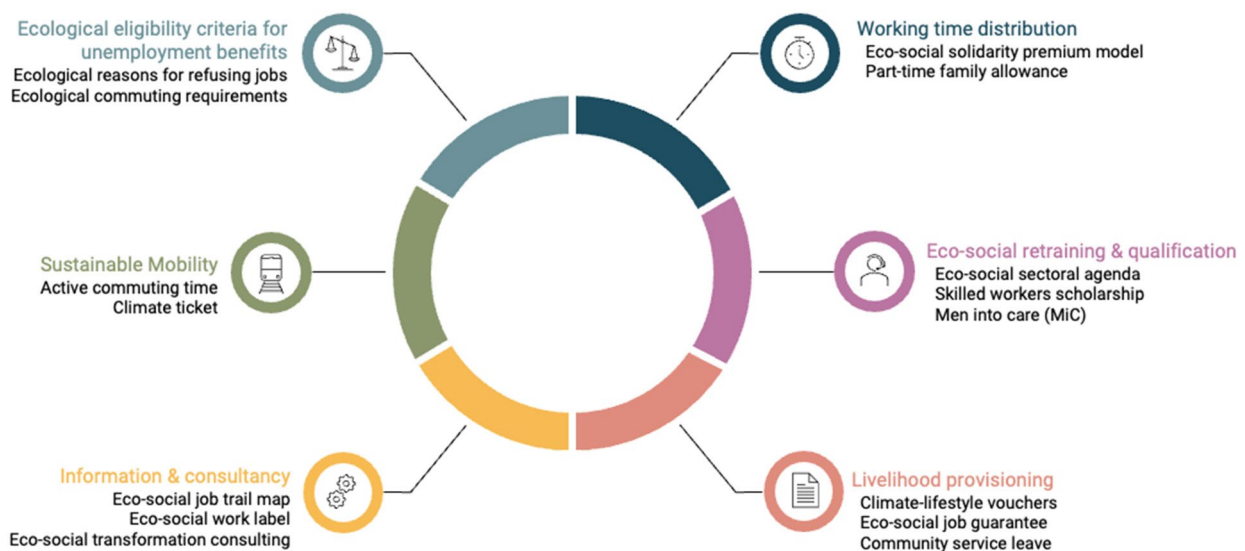 Ecological eligibility criteria for
unemployment benefits
Ecological reasons for refusing jobs
Ecological commuting requirements
Working time distribution
Eco-social solidarity premium model
Part-time family allowance
Sustainable Mobility
Active commuting time
Climate ticket
Eco-social retraining & qualification
Eco-social sectoral agenda
Skilled workers scholarship
Men into care (MiC)
Information & consultancy
Eco-social job trail map
Eco-social work label
Eco-social transformation consulting
Livelihood provisioning
Climate-lifestyle vouchers
Eco-social job guarantee
Community service leave